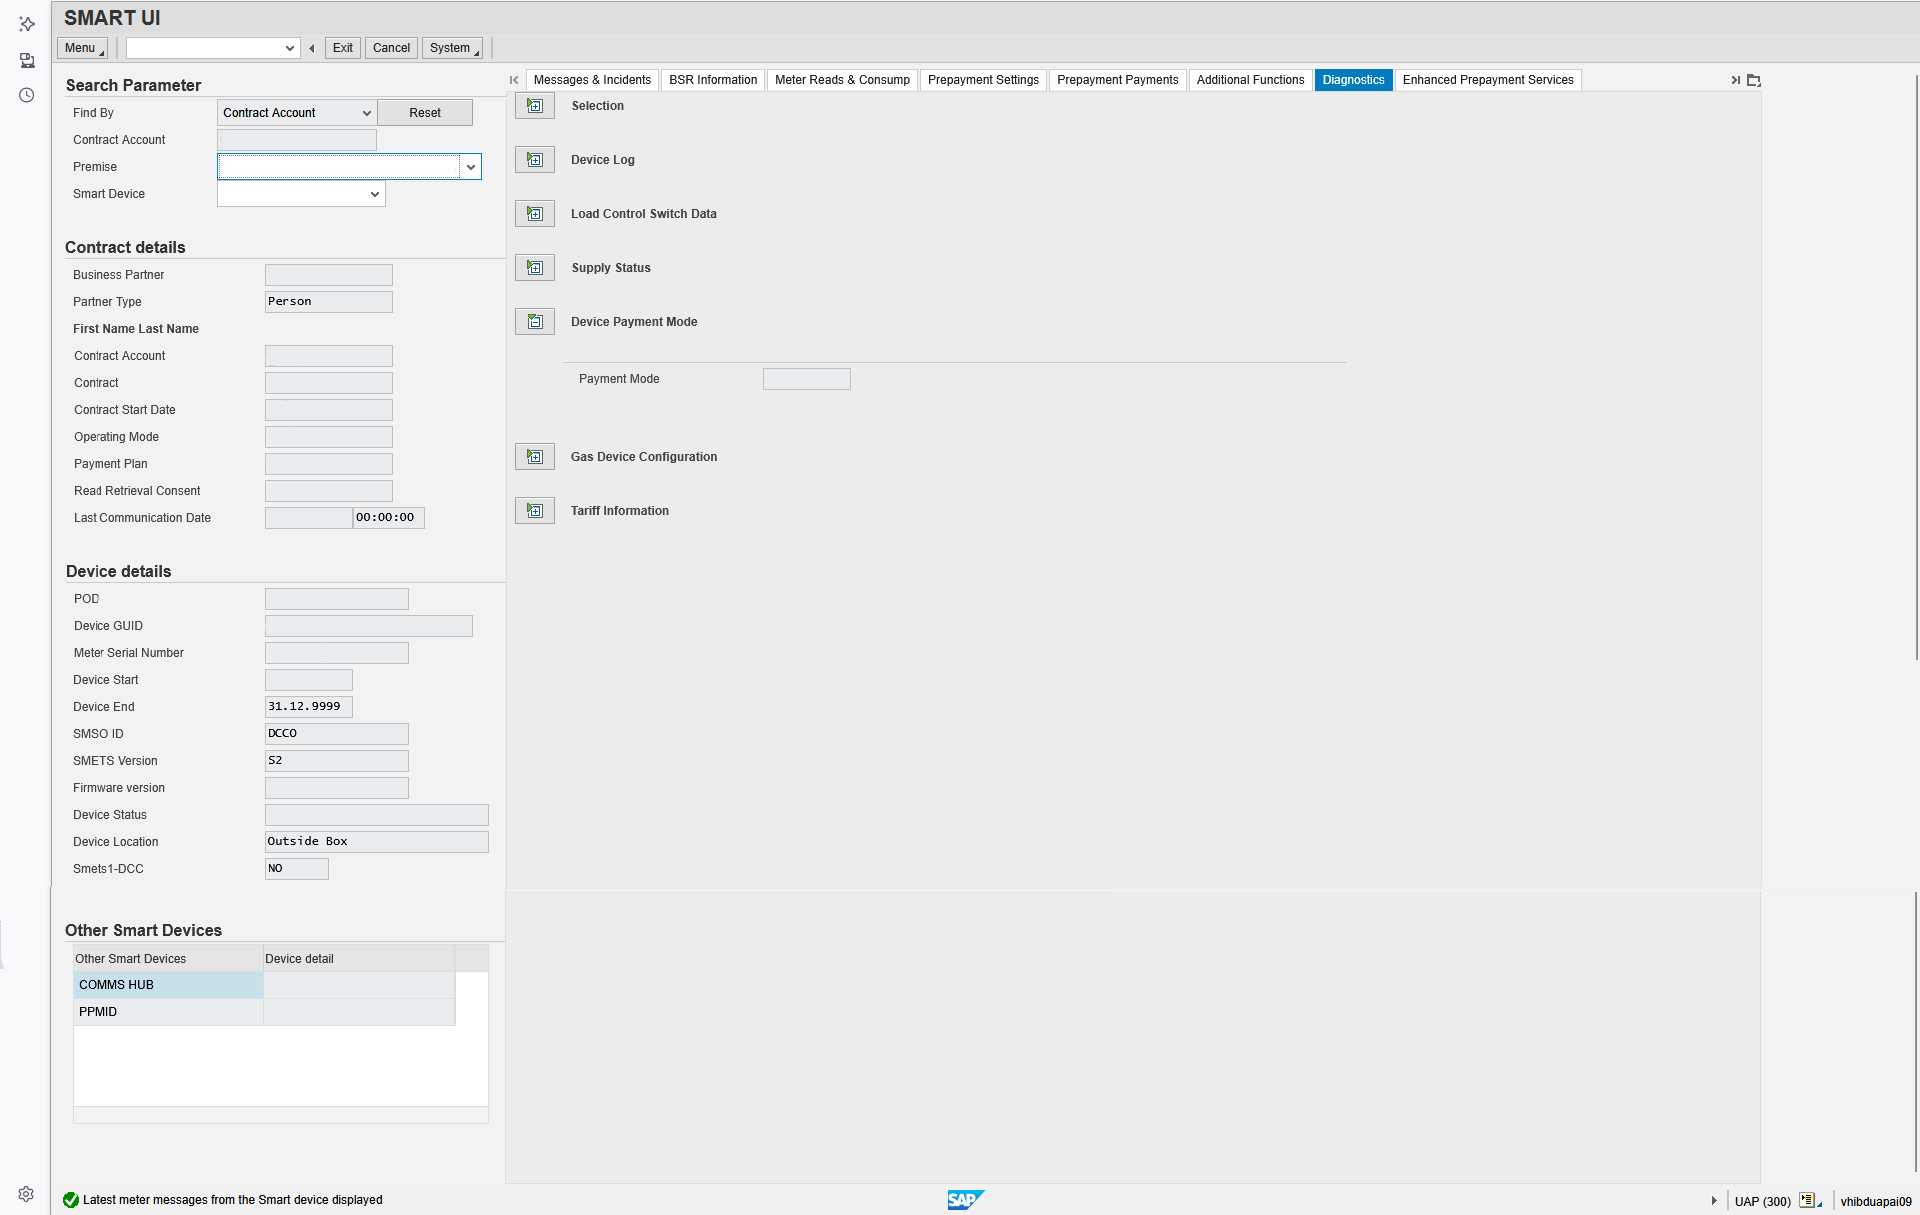 SMART UI
Menu
Exit
Cancel
System
Search Parameter
Find By
Contract Account
Reset
Contract Account
Premise
Smart Device
Contract details
Business Partner
Partner Type
Person
First Name Last Name
Contract Account
Contract
Contract Start Date
Operating Mode
Payment Plan
Read Retrieval Consent
Last Communication Date
00:00:00
Device details
POD
Device GUID
Meter Serial Number
Device Start
Device End
31.12.9999
SMSO ID
DCCO
SMETS Version
S2
Firmware version
Device Status
Device Location
Outside Box
Smets1-DCC
NO
Other Smart Devices
Other Smart Devices
Device detail
COMMS HUB
PPMID
Messages & Incidents
BSR Information
Meter Reads & Consump
Prepayment Settings
Prepayment Payments
Additional Functions
Diagnostics
Enhanced Prepayment Services
Selection
Device Log
Load Control Switch Data
Supply Status
Device Payment Mode
Payment Mode
Gas Device Configuration
Tariff Information
Latest meter messages from the Smart device displayed
SAP
UAP (300)
vhibduapai09